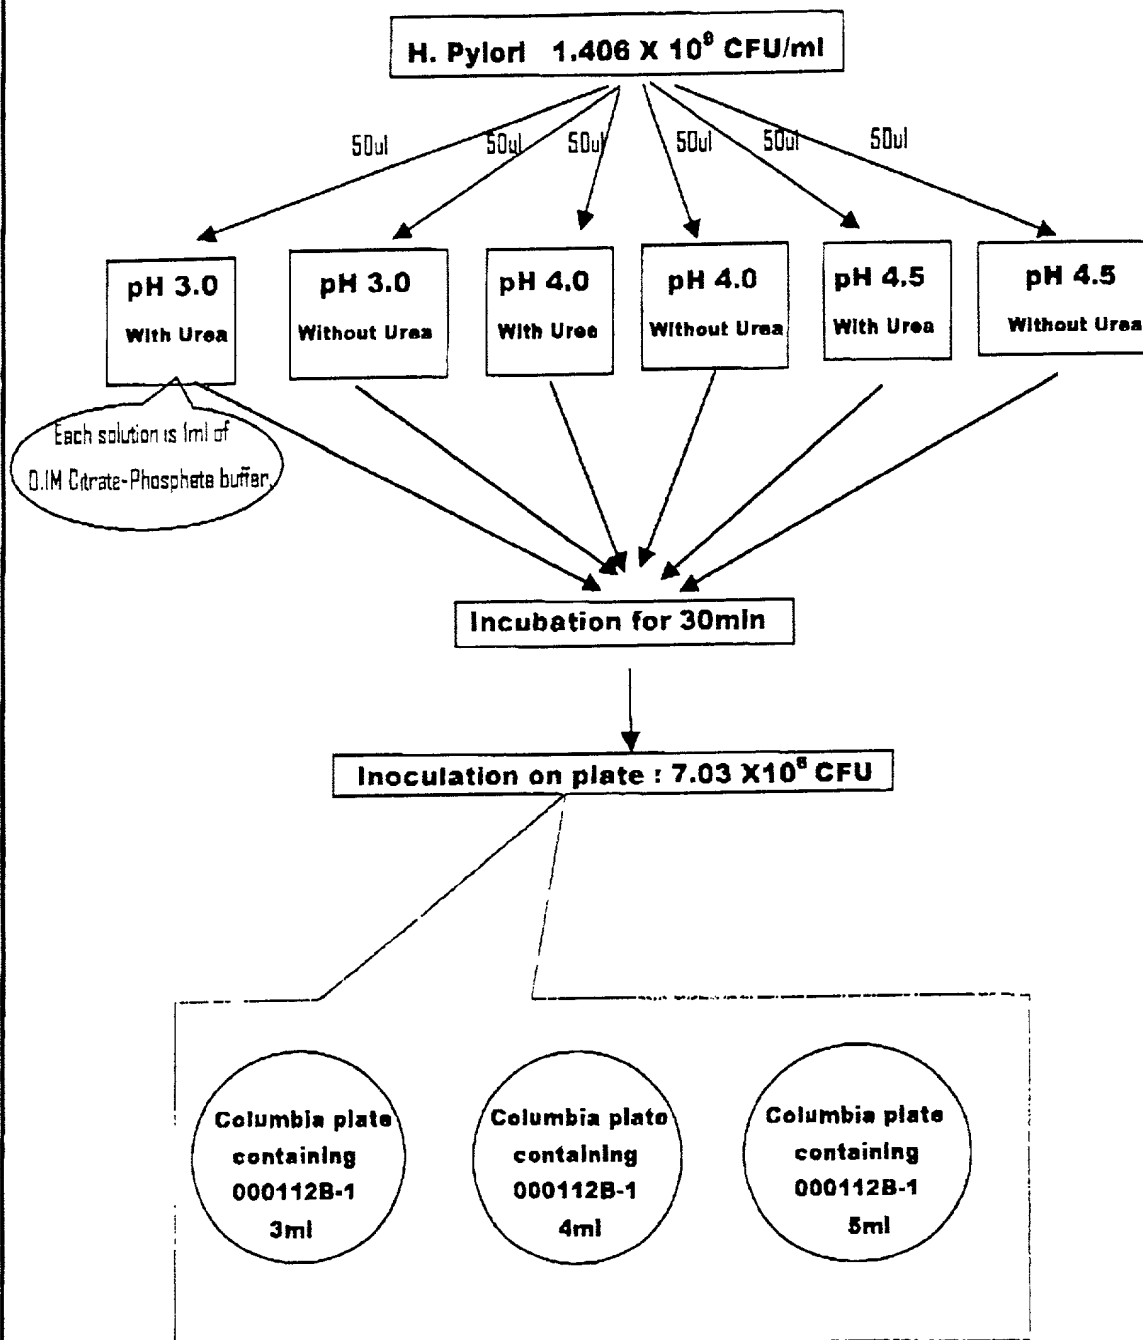 H. Pylori 1.406 X 10⁹ CFU/ml
50ul 50ul 50ul 50ul 50ul 50ul
pH 3.0
With Urea
pH 3.0
Without Urea
pH 4.0
With Urea
pH 4.0
Without Urea
pH 4.5
With Urea
pH 4.5
Without Urea
Each solution is 1ml of
0.1M Citrate-Phosphate buffer.
Incubation for 30min
Inoculation on plate : 7.03 X10⁶ CFU
Columbia plate
containing
000112B-1
3ml
Columbia plate
containing
000112B-1
4ml
Columbia plate
containing
000112B-1
5ml